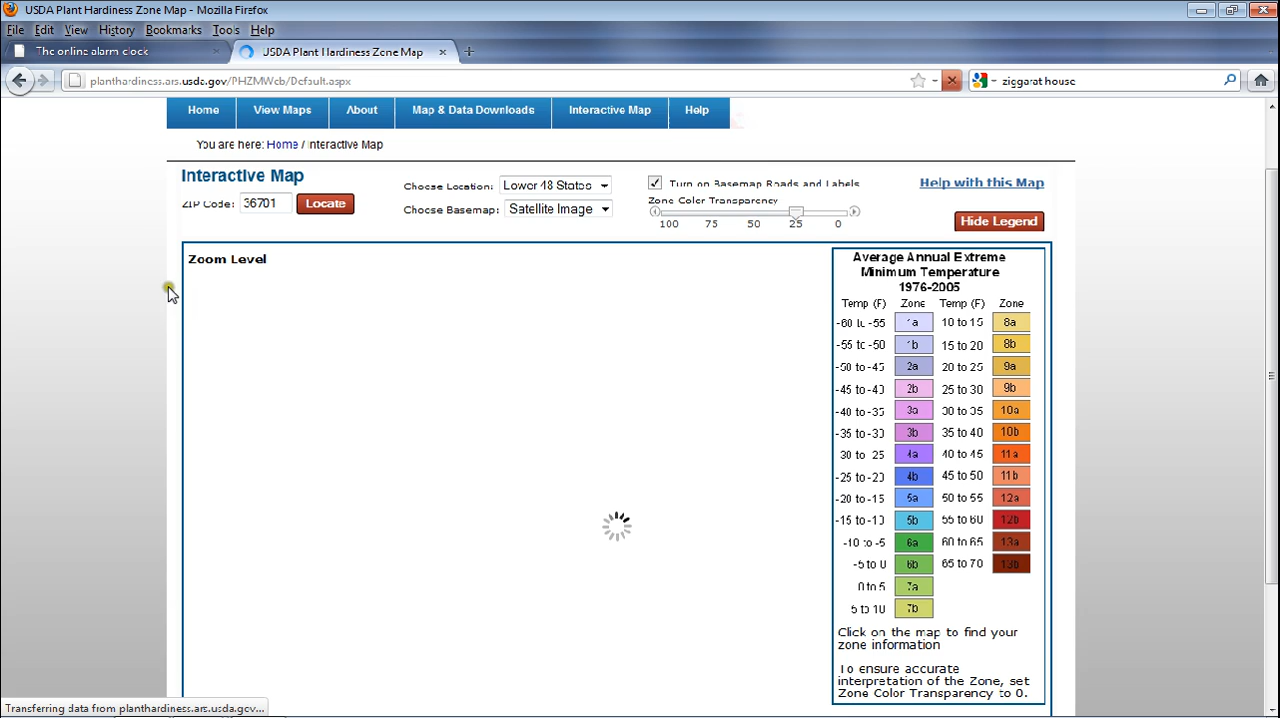 USDA Plant Hardiness Zone Map - Mozilla Firefox
File Edit View History Bookmarks Tools Help
The online alarm clock
USDA Plant Hardiness Zone Map
planthardiness.ars.usda.gov/PHZMWeb/Default.aspx
ziggarat house
Home View Maps About Map & Data Downloads Interactive Map Help
You are here: Home / Interactive Map
Interactive Map
ZIP Code: 36701 Locate
Choose Location: Lower 48 States
Choose Basemap: Satellite Image
Turn on Basemap Roads and Labels
Zone Color Transparency
100 75 50 25 0
Help with this Map
Hide Legend
Zoom Level
Average Annual Extreme
Minimum Temperature
1976-2005
Temp (F) Zone Temp (F) Zone
-60 to -55 1a 10 to 15 8a
-55 to -50 1b 15 to 20 8b
-50 to -45 2a 20 to 25 9a
-45 to -40 2b 25 to 30 9b
-40 to -35 3a 30 to 35 10a
-35 to -30 3b 35 to 40 10b
30 to 25 4a 40 to 45 11a
-25 to -20 4b 45 to 50 11b
-20 to -15 5a 50 to 55 12a
-15 to -10 5b 55 to 60 12b
-10 to -5 6a 60 to 65 13a
-5 to 0 6b 65 to 70 13b
0 to 5 7a
5 to 10 7b
Click on the map to find your
zone information
To ensure accurate
interpretation of the Zone, set
Zone Color Transparency to 0.
Transferring data from planthardiness.ars.usda.gov...